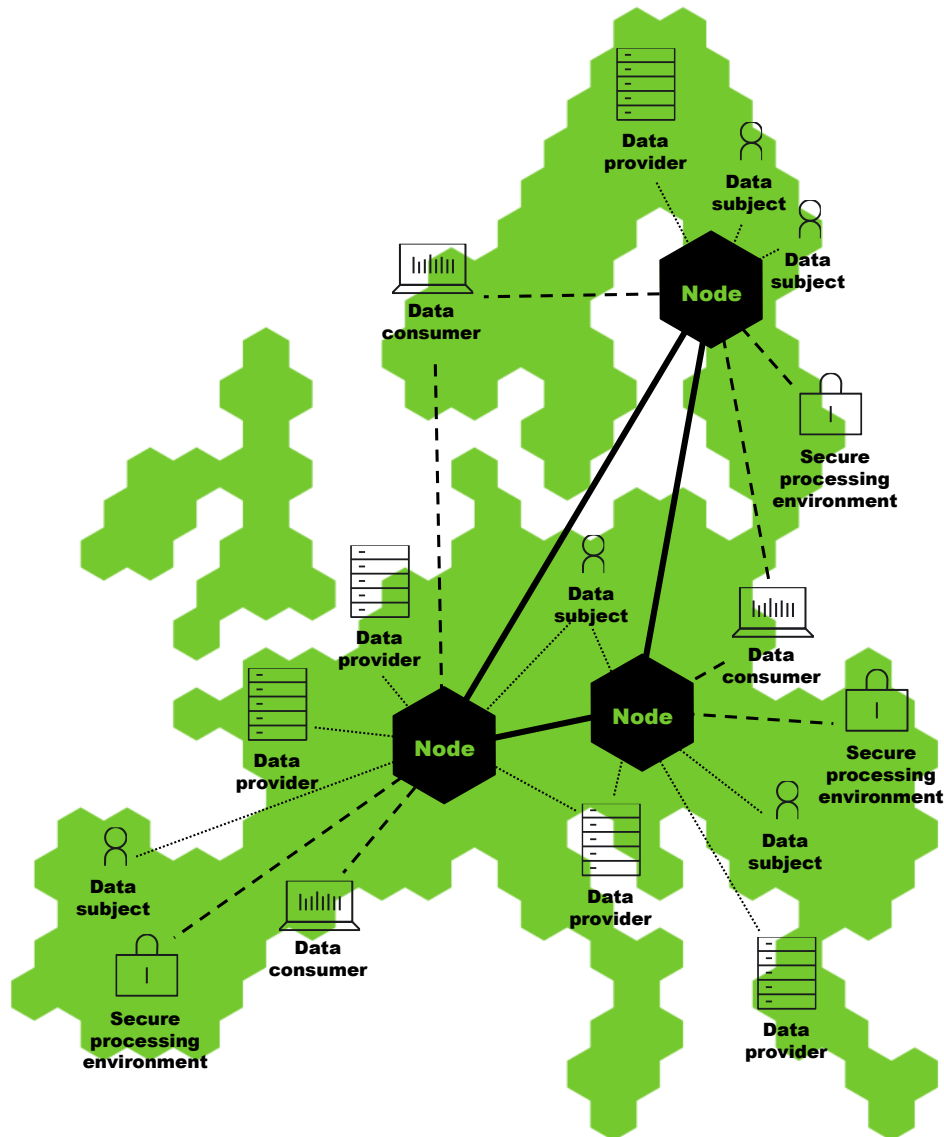 Data
provider
Data
subject
Data
subject
Node
Data
consumer
Secure
processing
environment
Data
subject
Data
provider
Data
consumer
Data
provider
Node
Node
Secure
processing
environment
Data
subject
Data
subject
Data
provider
Data
consumer
Secure
processing
environment
Data
provider